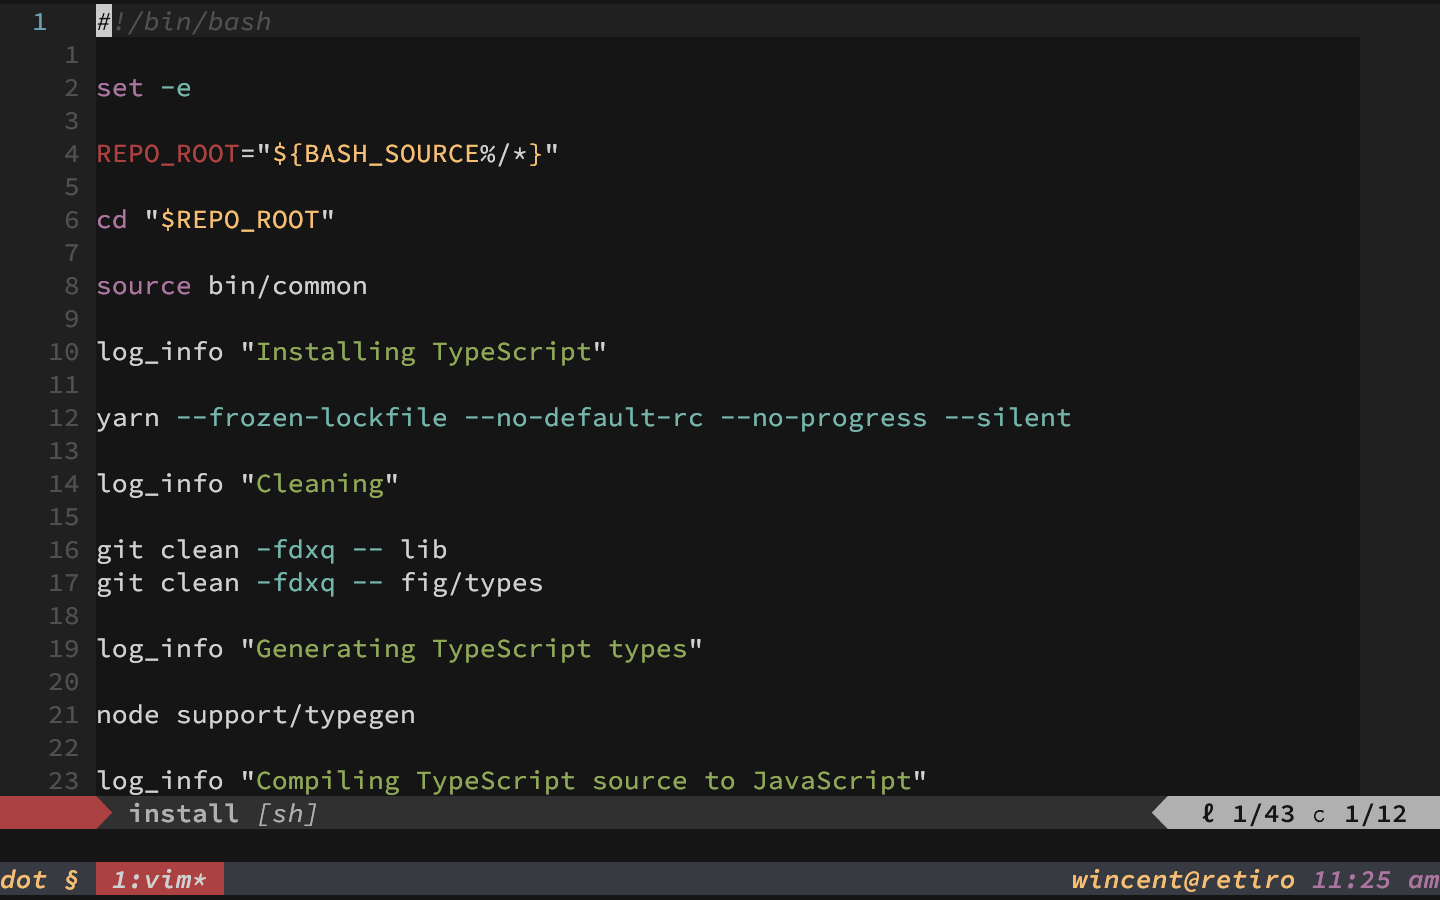 1 #!/bin/bash
1
2 set -e
3
4 REPO_ROOT="${BASH_SOURCE%/*}"
5
6 cd "$REPO_ROOT"
7
8 source bin/common
9
10 log_info "Installing TypeScript"
11
12 yarn --frozen-lockfile --no-default-rc --no-progress --silent
13
14 log_info "Cleaning"
15
16 git clean -fdxq -- lib
17 git clean -fdxq -- fig/types
18
19 log_info "Generating TypeScript types"
20
21 node support/typegen
22
23 log_info "Compiling TypeScript source to JavaScript"
install [sh] ℓ 1/43 c 1/12
dot § 1:vim* wincent@retiro 11:25 am